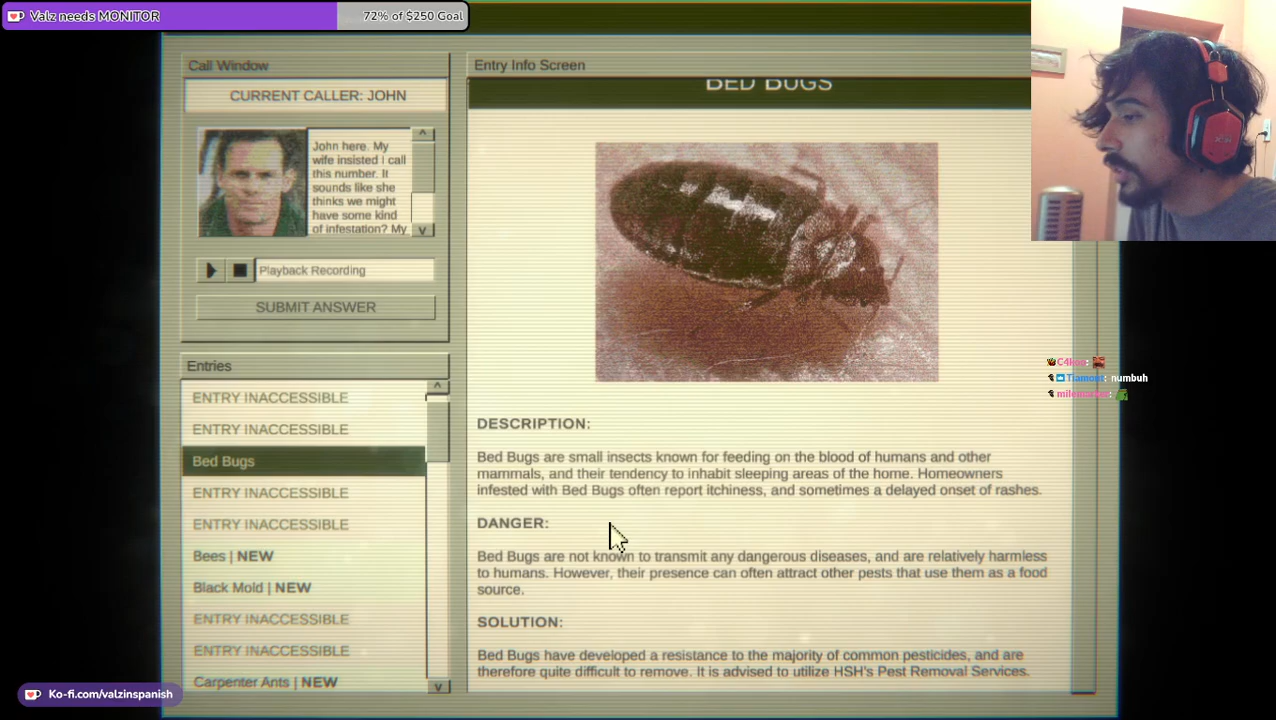 Valz needs MONITOR
72% of $250 Goal
Call Window
CURRENT CALLER: JOHN
John here. My
wife insisted I call
this number. It
sounds like she
thinks we might
have some kind
of infestation? My
Playback Recording
SUBMIT ANSWER
Entries
ENTRY INACCESSIBLE
ENTRY INACCESSIBLE
Bed Bugs
ENTRY INACCESSIBLE
ENTRY INACCESSIBLE
Bees | NEW
Black Mold | NEW
ENTRY INACCESSIBLE
ENTRY INACCESSIBLE
Carpenter Ants | NEW
Entry Info Screen
BED BUGS
DESCRIPTION:
Bed Bugs are small insects known for feeding on the blood of humans and other
mammals, and their tendency to inhabit sleeping areas of the home. Homeowners
infested with Bed Bugs often report itchiness, and sometimes a delayed onset of rashes.
DANGER:
Bed Bugs are not known to transmit any dangerous diseases, and are relatively harmless
to humans. However, their presence can often attract other pests that use them as a food
source.
SOLUTION:
Bed Bugs have developed a resistance to the majority of common pesticides, and are
therefore quite difficult to remove. It is advised to utilize HSH's Pest Removal Services.
numbuh
Ko-fi.com/valzinspanish